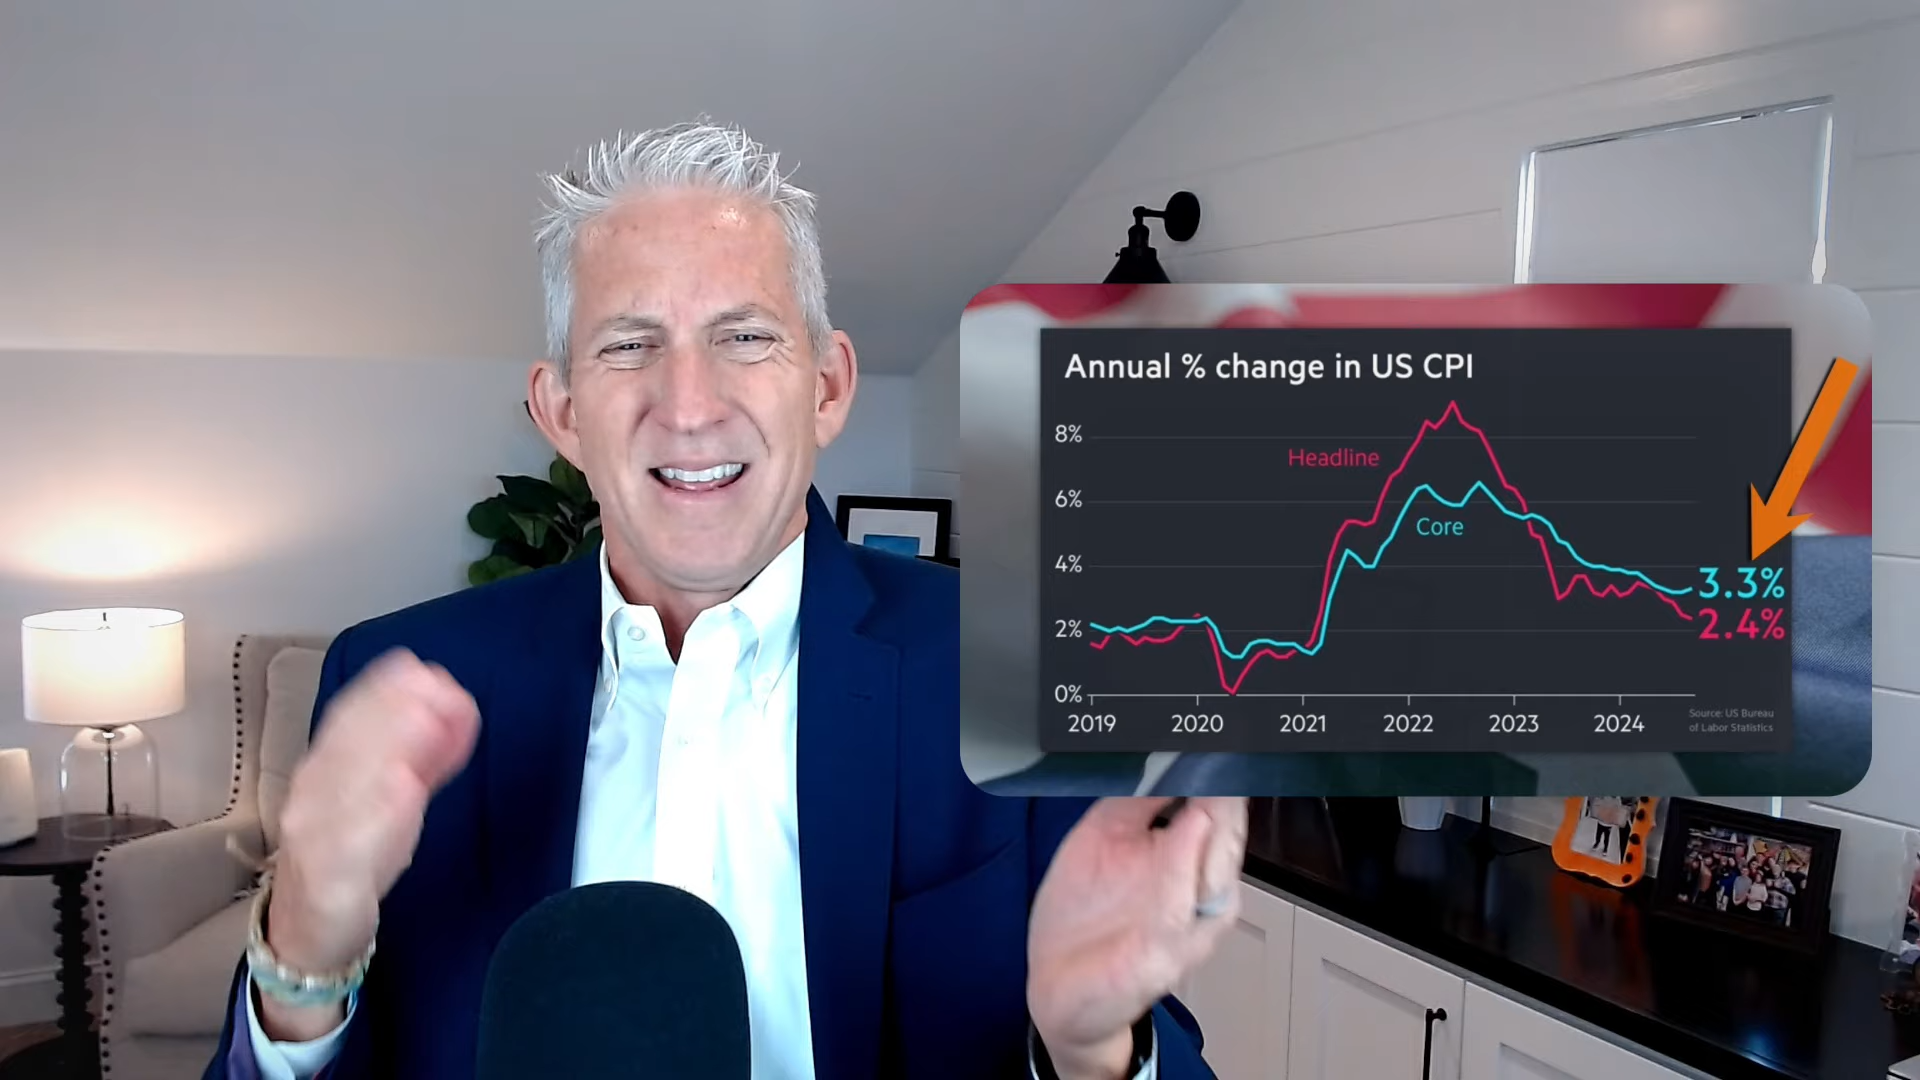 Annual % change in US CPI
8%
Headline
6%
Core
4%
3.3%
2.4%
2%
0%
2019 2020 2021 2022 2023 2024
Source: US Bureau
of Labor Statistics